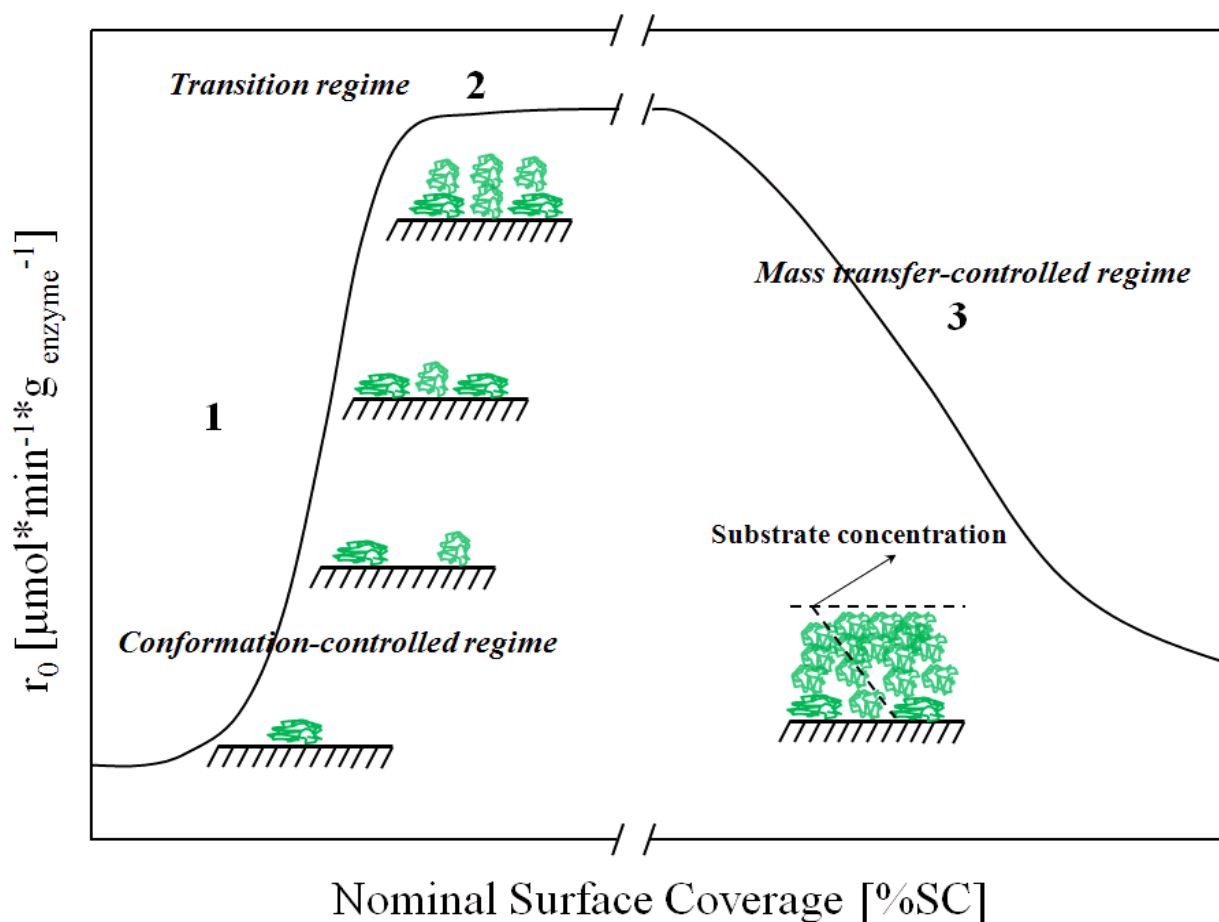 Transition regime
2
Mass transfer-controlled regime
3
1
Substrate concentration
Conformation-controlled regime
r₀ [μmol*min⁻¹*g enzyme⁻¹]
Nominal Surface Coverage [%SC]